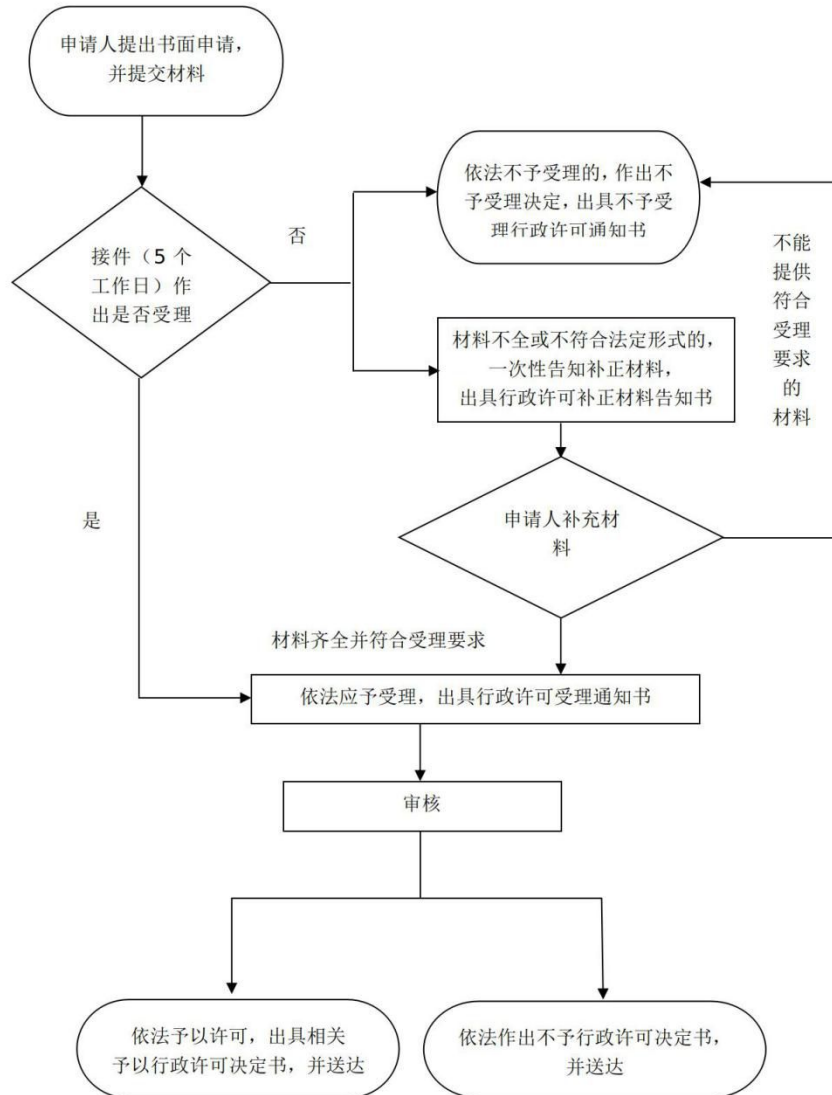 申请人提出书面申请，
并提交材料
接件（5 个
工作日）作
出是否受理
否
依法不予受理的，作出不
予受理决定，出具不予受
理行政许可通知书
不能
提供
符合
受理
要求
的
材料
材料不全或不符合法定形式的，
一次性告知补正材料，
出具行政许可补正材料告知书
是
申请人补充材
料
材料齐全并符合受理要求
依法应予受理，出具行政许可受理通知书
审核
依法予以许可，出具相关
予以行政许可决定书，并送达
依法作出不予行政许可决定书，
并送达